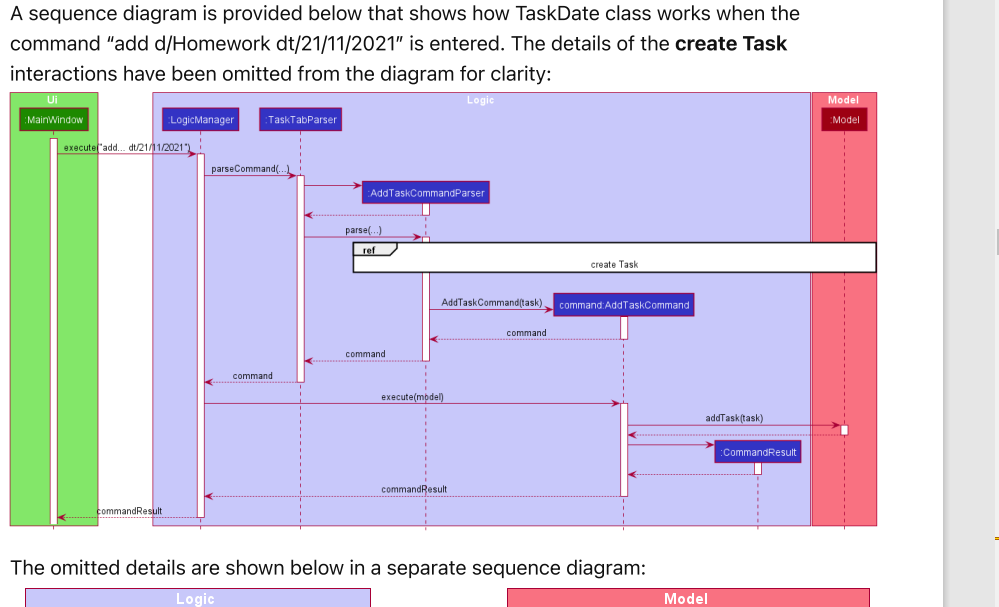 A sequence diagram is provided below that shows how TaskDate class works when the
command “add d/Homework dt/21/11/2021” is entered. The details of the create Task
interactions have been omitted from the diagram for clarity:
Ui
Logic
Model
:MainWindow
:LogicManager
:TaskTabParser
:Model
execute("add... dt/21/11/2021")
parseCommand(...)
:AddTaskCommandParser
parse(...)
ref
create Task
AddTaskCommand(task)
command:AddTaskCommand
command
command
command
execute(model)
addTask(task)
:CommandResult
commandResult
commandResult
The omitted details are shown below in a separate sequence diagram:
Logic
Model